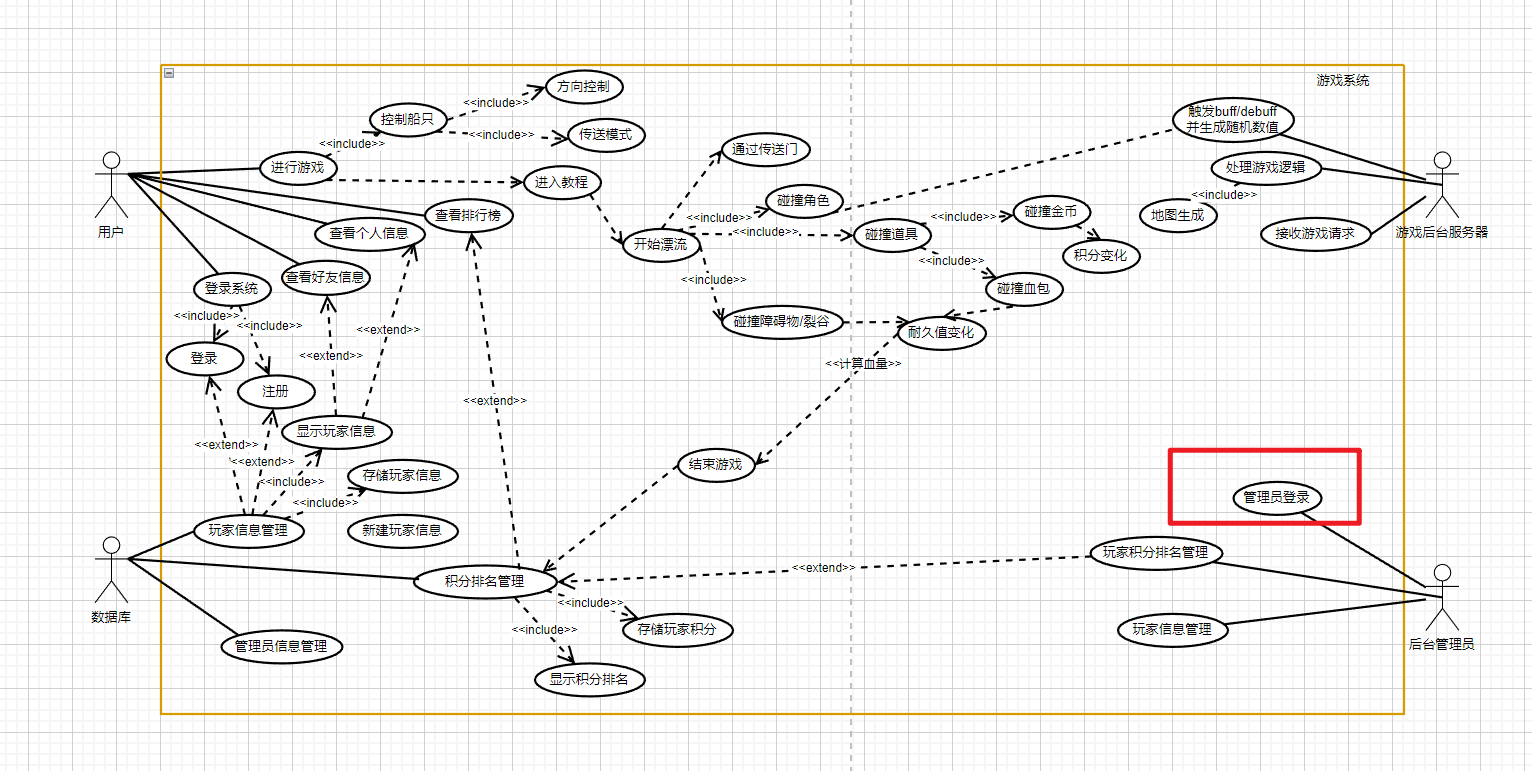 游戏系统
方向控制
<<include>>
控制船只
触发buff/debuff
并生成随机数值
<<include>>
传送模式
<<include>>
通过传送门
进行游戏
处理游戏逻辑
进入教程
<<include>>
碰撞角色
查看排行榜
<<include>>
<<include>>
碰撞金币
地图生成
用户
查看个人信息
<<include>>
碰撞道具
接收游戏请求
游戏后台服务器
开始漂流
积分变化
<<include>>
查看好友信息
<<include>>
登录系统
碰撞血包
<<include>>
<<include>>
<<extend>>
碰撞障碍物/裂谷
耐久值变化
登录
<<extend>>
<<计算血量>>
注册
<<extend>>
显示玩家信息
<<extend>>
<<extend>>
结束游戏
存储玩家信息
<<include>>
<<include>>
管理员登录
玩家信息管理
新建玩家信息
玩家积分排名管理
<<extend>>
积分排名管理
<<include>>
数据库
<<include>>
存储玩家积分
玩家信息管理
后台管理员
管理员信息管理
显示积分排名